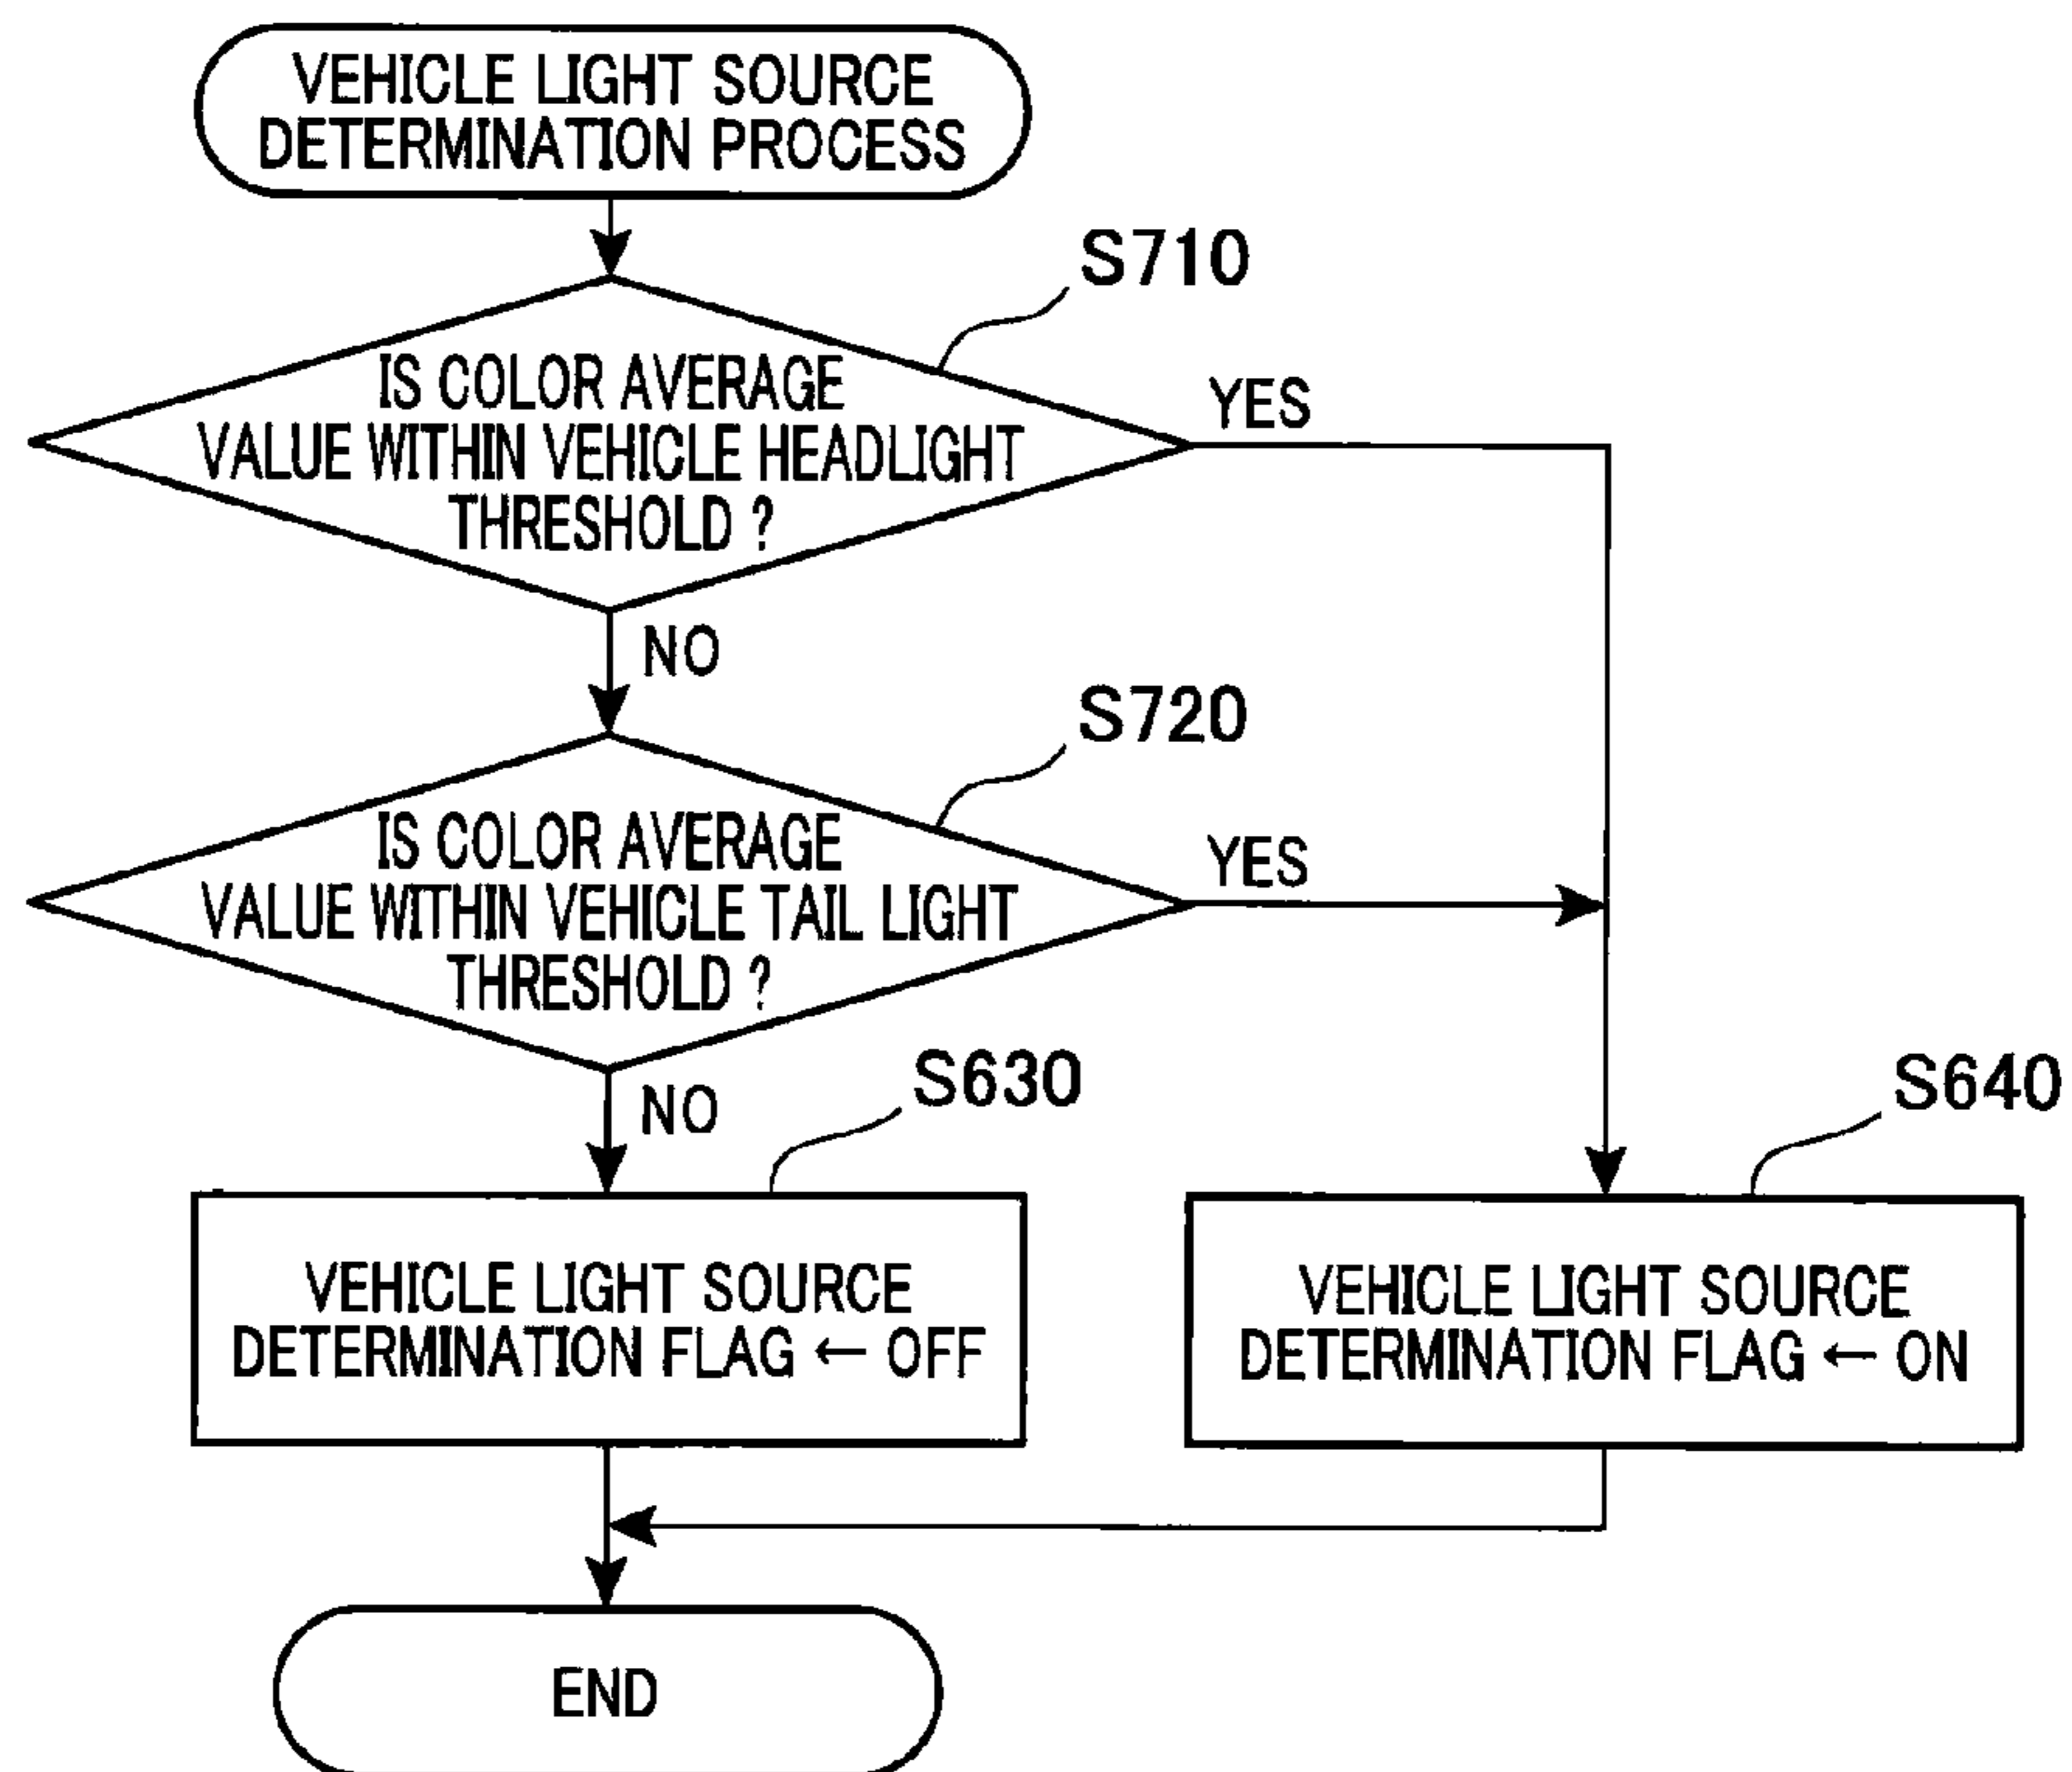 VEHICLE LIGHT SOURCE
DETERMINATION PROCESS
S710
IS COLOR AVERAGE
VALUE WITHIN VEHICLE HEADLIGHT
THRESHOLD ?
YES
NO
S720
IS COLOR AVERAGE
VALUE WITHIN VEHICLE TAIL LIGHT
THRESHOLD ?
YES
NO
S630
VEHICLE LIGHT SOURCE
DETERMINATION FLAG ← OFF
S640
VEHICLE LIGHT SOURCE
DETERMINATION FLAG ← ON
END